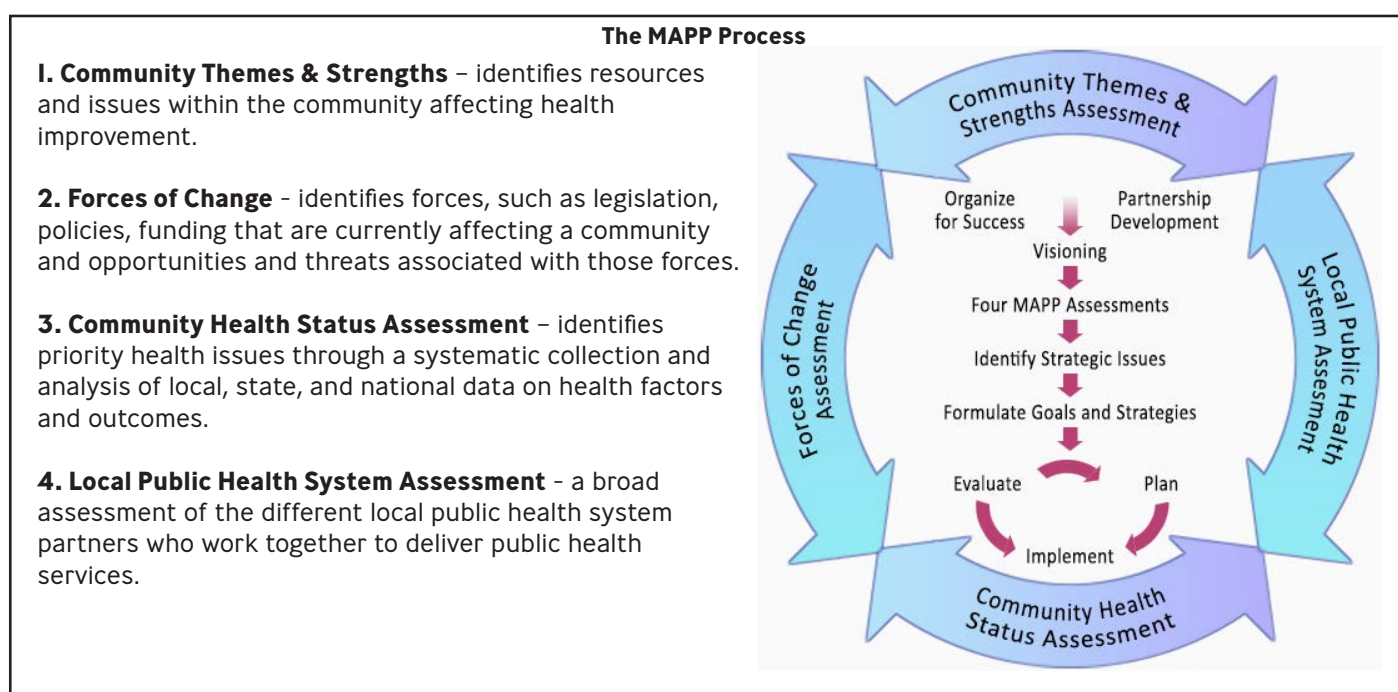 The MAPP Process
I. Community Themes & Strengths – identifies resources
and issues within the community affecting health
improvement.
2. Forces of Change - identifies forces, such as legislation,
policies, funding that are currently affecting a community
and opportunities and threats associated with those forces.
3. Community Health Status Assessment – identifies
priority health issues through a systematic collection and
analysis of local, state, and national data on health factors
and outcomes.
4. Local Public Health System Assessment - a broad
assessment of the different local public health system
partners who work together to deliver public health
services.
Community Themes &
Strengths Assessment
Organize
for Success
Partnership
Development
Visioning
Four MAPP Assessments
Identify Strategic Issues
Formulate Goals and Strategies
Evaluate
Plan
Implement
Forces of Change
Assessment
Local Public Health
System Assessment
Community Health
Status Assessment